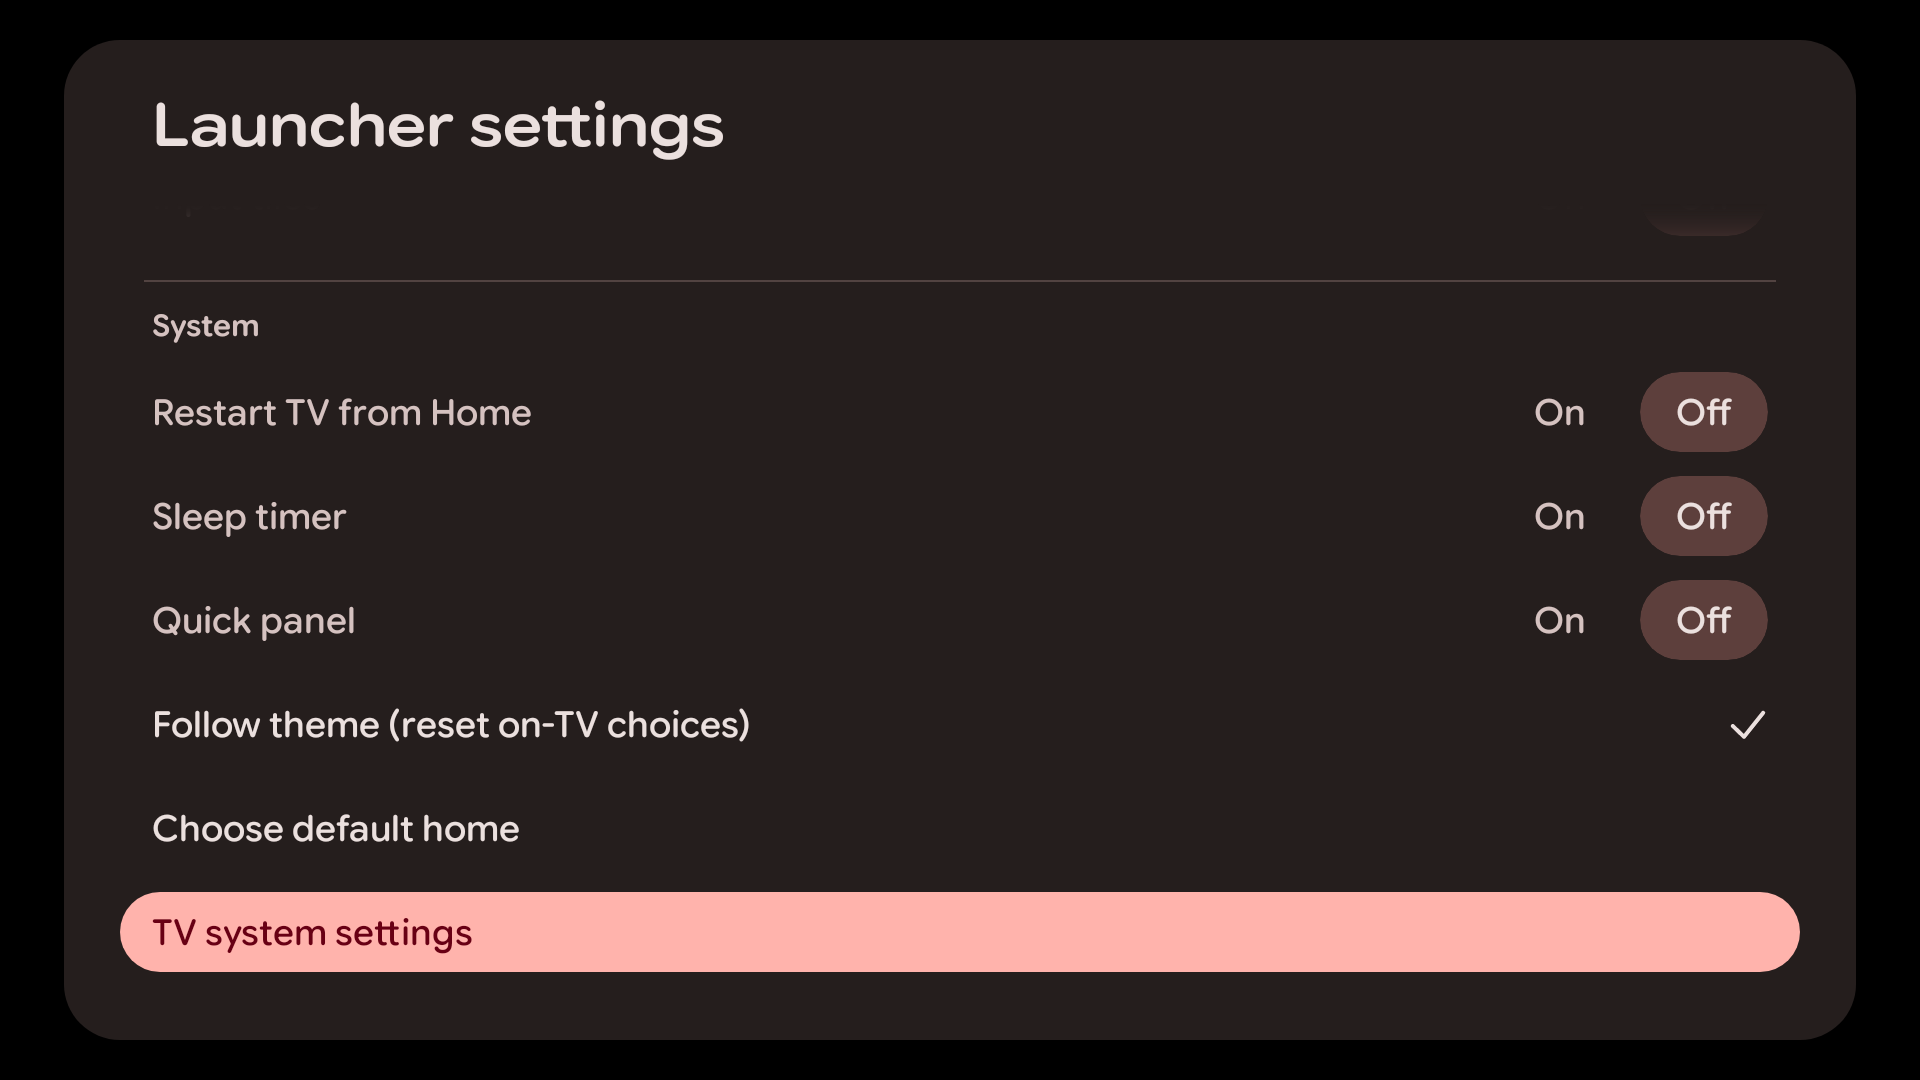 Launcher settings
System
Restart TV from Home On Off
Sleep timer On Off
Quick panel On Off
Follow theme (reset on-TV choices)
Choose default home
TV system settings